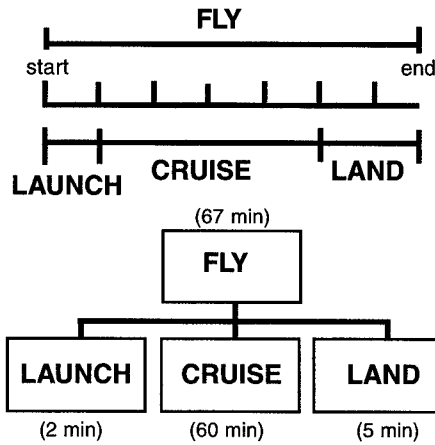 FLY
start end
LAUNCH CRUISE LAND
(67 min)
FLY
LAUNCH CRUISE LAND
(2 min) (60 min) (5 min)